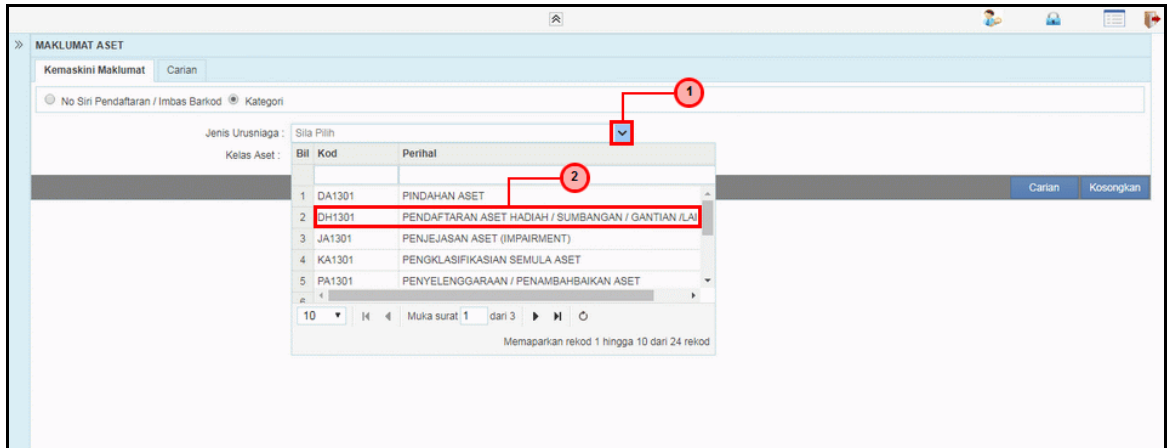 MAKLUMAT ASET
Kemaskini Maklumat Carian
No Siri Pendaftaran / Imbas Barkod Kategori
1
Jenis Urusniaga : Sila Pilih
Kelas Aset : Bil Kod Perihal
2
Carian Kosongkan
1 DA1301 PINDAHAN ASET
2 DH1301 PENDAFTARAN ASET HADIAH / SUMBANGAN / GANTIAN /LAI
3 JA1301 PENJEJASAN ASET (IMPAIRMENT)
4 KA1301 PENGKLASIFIKASIAN SEMULA ASET
5 PA1301 PENYELENGGARAAN / PENAMBAHBAIKAN ASET
10 Muka surat 1 dari 3
Memaparkan rekod 1 hingga 10 dari 24 rekod